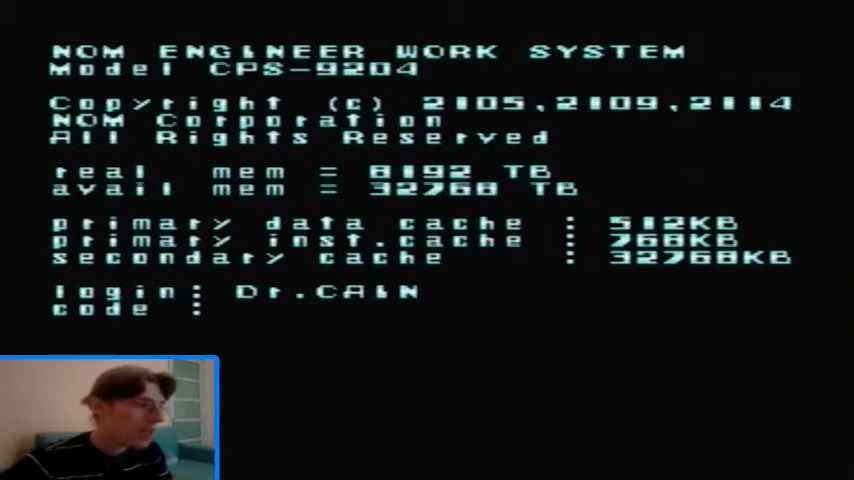 NOM ENGINEER WORK SYSTEM
Model CPS-9204
Copyright (c) 2105,2109,2114
NOM Corporation
All Rights Reserved
real mem = 8192 TB
avail mem = 32768 TB
primary data cache : 512KB
primary inst.cache : 768KB
secondary cache : 32768KB
login: Dr.CAIN
code :